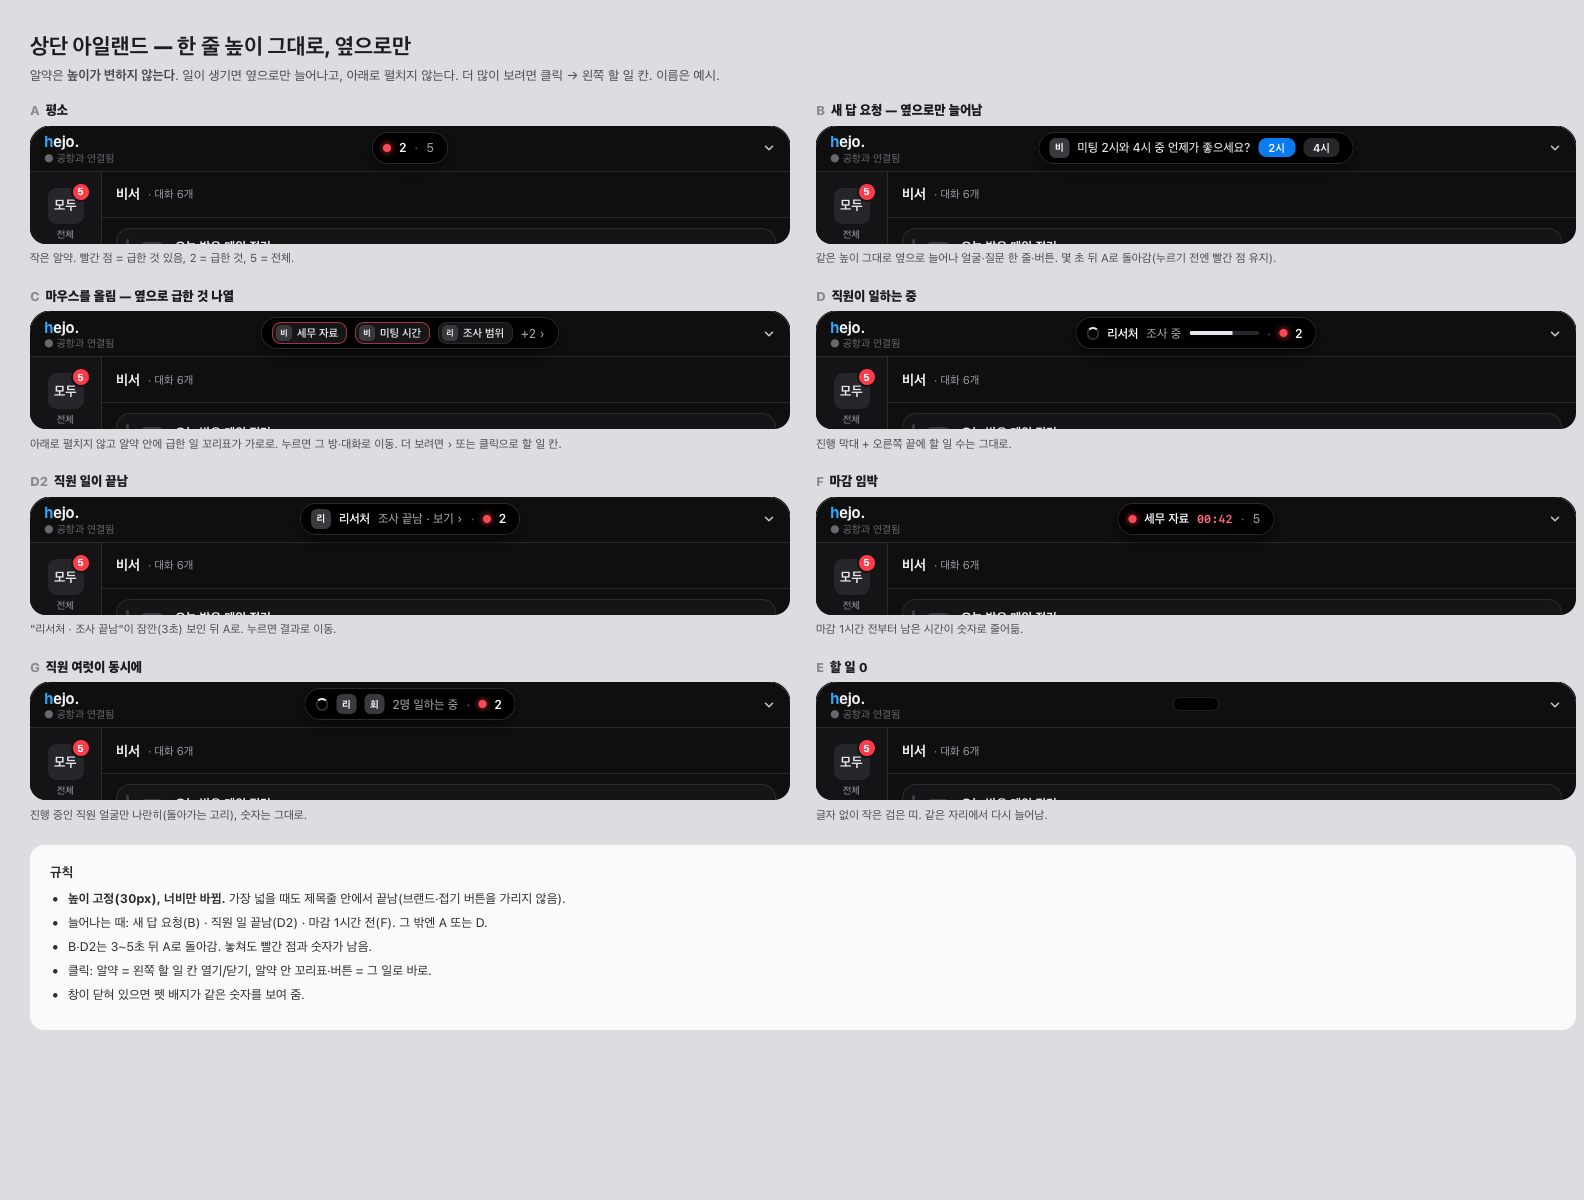 상단 아일랜드 — 한 줄 높이 그대로, 옆으로만
알약은 높이가 변하지 않는다. 일이 생기면 옆으로만 늘어나고, 아래로 펼치지 않는다. 더 많이 보려면 클릭 → 왼쪽 할 일 칸. 이름은 예시.
A 평소
hejo.
공항과 연결됨
2 · 5
5
모두
전체
비서 · 대화 6개
작은 알약. 빨간 점 = 급한 것 있음, 2 = 급한 것, 5 = 전체.
B 새 답 요청 — 옆으로만 늘어남
hejo.
공항과 연결됨
비 미팅 2시와 4시 중 언제가 좋으세요? 2시 4시
5
모두
전체
비서 · 대화 6개
같은 높이 그대로 옆으로 늘어나 얼굴·질문 한 줄·버튼. 몇 초 뒤 A로 돌아감(누르기 전엔 빨간 점 유지).
C 마우스를 올림 — 옆으로 급한 것 나열
hejo.
공항과 연결됨
비 세무 자료 비 미팅 시간 리 조사 범위 +2 ›
5
모두
전체
비서 · 대화 6개
아래로 펼치지 않고 알약 안에 급한 일 꼬리표가 가로로. 누르면 그 방·대화로 이동. 더 보려면 › 또는 클릭으로 할 일 칸.
D 직원이 일하는 중
hejo.
공항과 연결됨
리서처 조사 중 · 2
5
모두
전체
비서 · 대화 6개
진행 막대 + 오른쪽 끝에 할 일 수는 그대로.
D2 직원 일이 끝남
hejo.
공항과 연결됨
리 리서처 조사 끝남 · 보기 › · 2
5
모두
전체
비서 · 대화 6개
"리서처 · 조사 끝남"이 잠깐(3초) 보인 뒤 A로. 누르면 결과로 이동.
F 마감 임박
hejo.
공항과 연결됨
세무 자료 00:42 · 5
5
모두
전체
비서 · 대화 6개
마감 1시간 전부터 남은 시간이 숫자로 줄어듦.
G 직원 여럿이 동시에
hejo.
공항과 연결됨
리 회 2명 일하는 중 · 2
5
모두
전체
비서 · 대화 6개
진행 중인 직원 얼굴만 나란히(돌아가는 고리), 숫자는 그대로.
E 할 일 0
hejo.
공항과 연결됨
5
모두
전체
비서 · 대화 6개
글자 없이 작은 검은 띠. 같은 자리에서 다시 늘어남.
규칙
• 높이 고정(30px), 너비만 바뀜. 가장 넓을 때도 제목줄 안에서 끝남(브랜드·접기 버튼을 가리지 않음).
• 늘어나는 때: 새 답 요청(B) · 직원 일 끝남(D2) · 마감 1시간 전(F). 그 밖엔 A 또는 D.
• B·D2는 3~5초 뒤 A로 돌아감. 놓쳐도 빨간 점과 숫자가 남음.
• 클릭: 알약 = 왼쪽 할 일 칸 열기/닫기, 알약 안 꼬리표·버튼 = 그 일로 바로.
• 창이 닫혀 있으면 펫 배지가 같은 숫자를 보여 줌.